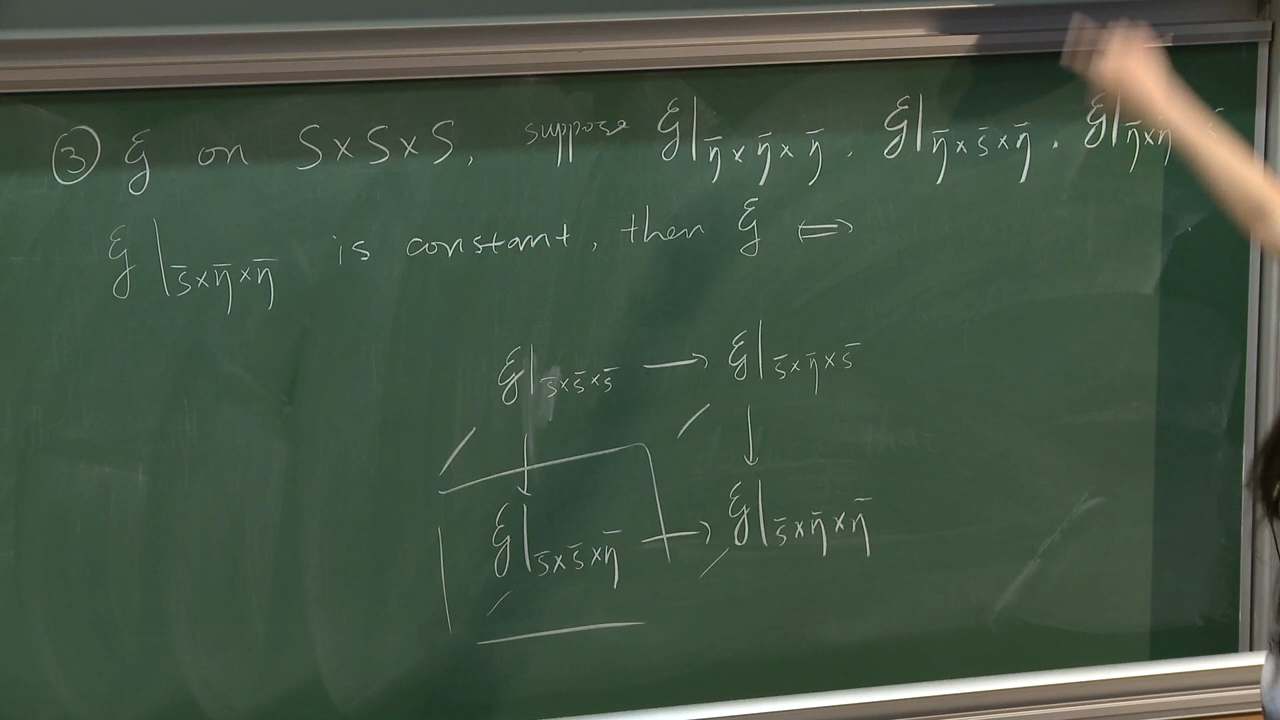 ③ 𝓖 on S×S×S, suppose 𝓖|η̄×η̄×η̄, 𝓖|η̄×s̄×η̄, 𝓖|η̄×η̄
𝓖|s̄×η̄×η̄ is constant, then 𝓖 ⟺
𝓖|s̄×s̄×s̄ → 𝓖|s̄×η̄×s̄
↓ ↓
𝓖|s̄×s̄×η̄ → 𝓖|s̄×η̄×η̄